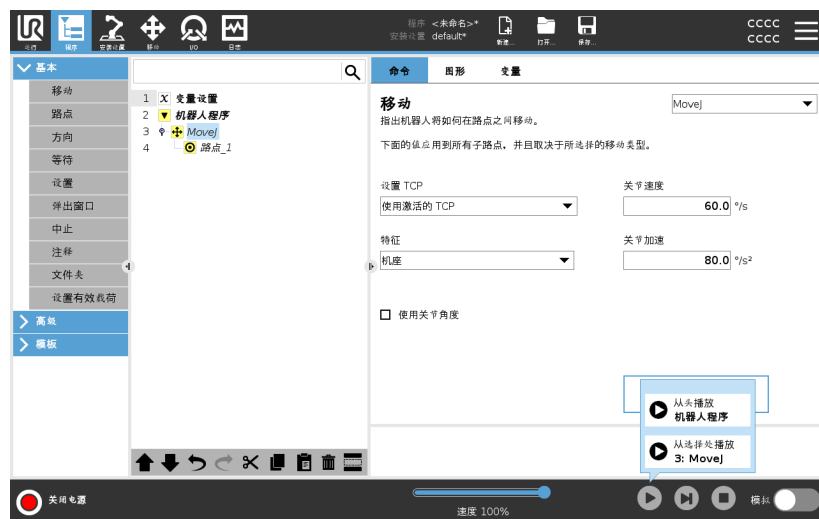 UR
运行
程序
安装设置
移动
I/O
日志
程序 <未命名>*
安装设置 default*
新建...
打开...
保存...
CCCC
CCCC
基本
移动
路点
方向
等待
设置
弹出窗口
中止
注释
文件夹
设置有效载荷
高级
模板
1 X 变量设置
2 机器人程序
3 MoveJ
4 路点_1
命令 图形 变量
移动
MoveJ
指出机器人将如何在路点之间移动。
下面的值应用到所有子路点，并且取决于所选择的移动类型。
设置 TCP
使用激活的 TCP
关节速度
60.0 °/s
特征
机座
关节加速
80.0 °/s²
使用关节角度
从头播放
机器人程序
从选择处播放
3: MoveJ
关闭电源
速度 100%
模拟